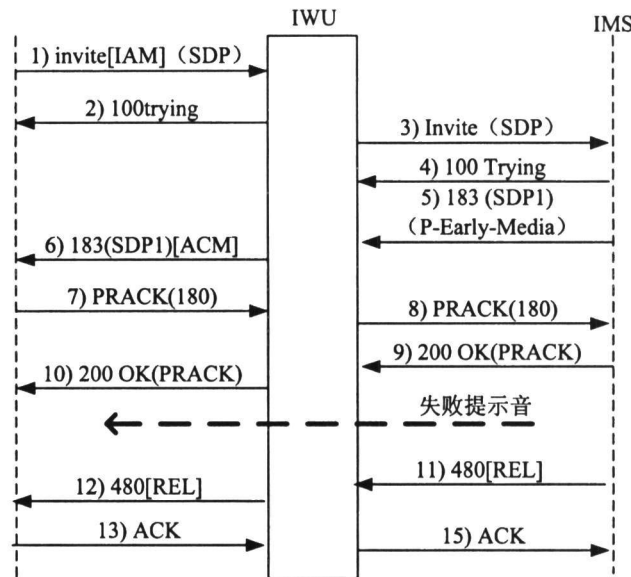 IWU
IMS
1) invite[IAM]（SDP）
2) 100trying
3) Invite（SDP）
4) 100 Trying
5) 183 (SDP1)
（P-Early-Media）
6) 183(SDP1)[ACM]
7) PRACK(180)
8) PRACK(180)
9) 200 OK(PRACK)
10) 200 OK(PRACK)
失败提示音
11) 480[REL]
12) 480[REL]
13) ACK
15) ACK